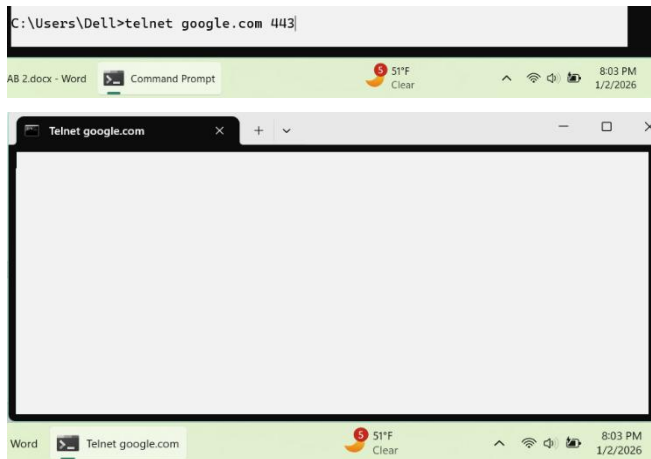 C:\Users\Dell>telnet google.com 443
AB 2.docx - Word Command Prompt 5 51°F 8:03 PM
Clear 1/2/2026
Telnet google.com
Word Telnet google.com 5 51°F 8:03 PM
Clear 1/2/2026